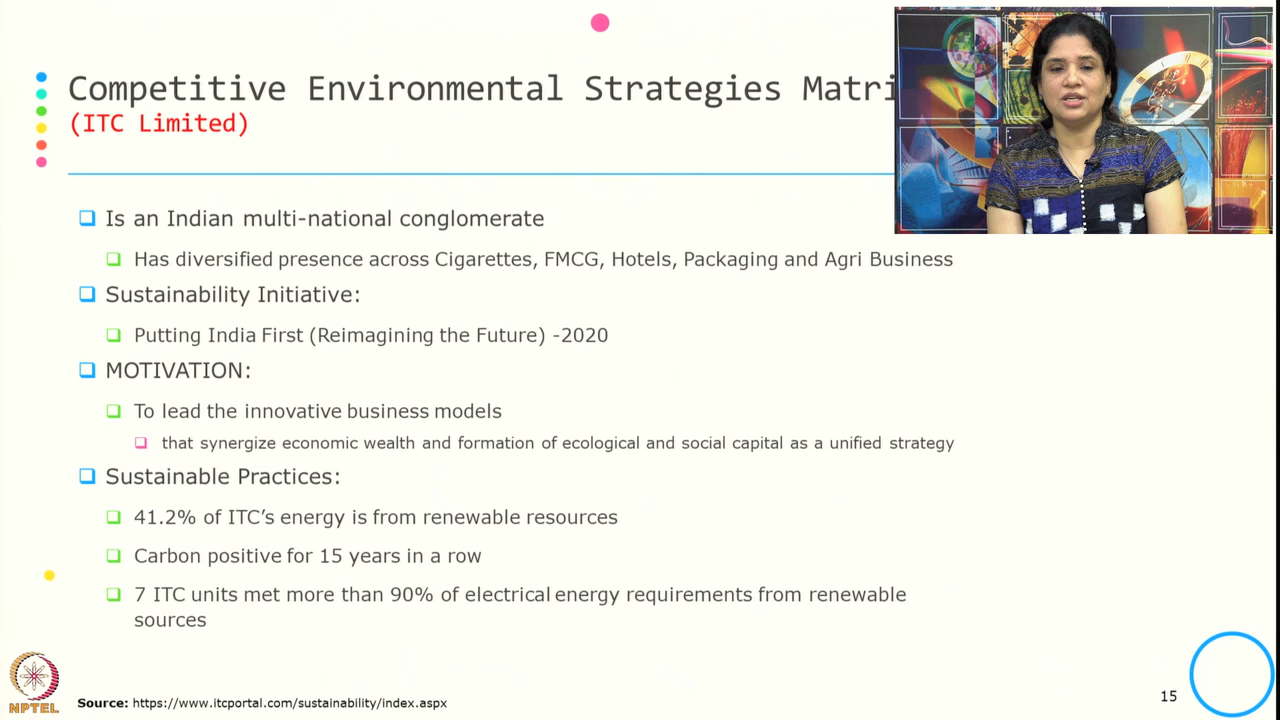 Competitive Environmental Strategies Matri
(ITC Limited)
Is an Indian multi-national conglomerate
Has diversified presence across Cigarettes, FMCG, Hotels, Packaging and Agri Business
Sustainability Initiative:
Putting India First (Reimagining the Future) -2020
MOTIVATION:
To lead the innovative business models
that synergize economic wealth and formation of ecological and social capital as a unified strategy
Sustainable Practices:
41.2% of ITC’s energy is from renewable resources
Carbon positive for 15 years in a row
7 ITC units met more than 90% of electrical energy requirements from renewable
sources
NPTEL
Source: https://www.itcportal.com/sustainability/index.aspx
15